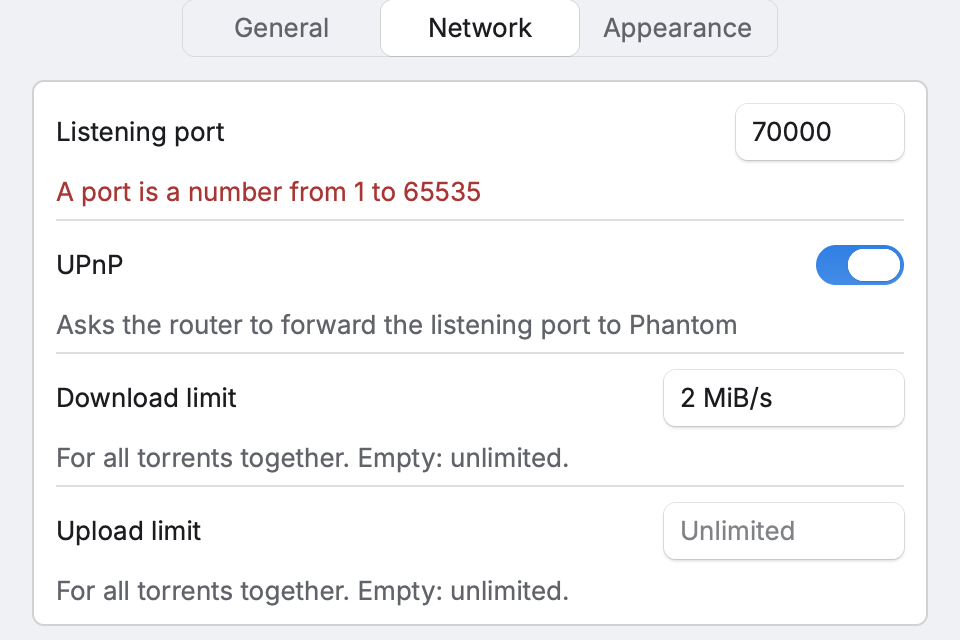 General Network Appearance
Listening port 70000
A port is a number from 1 to 65535
UPnP
Asks the router to forward the listening port to Phantom
Download limit 2 MiB/s
For all torrents together. Empty: unlimited.
Upload limit Unlimited
For all torrents together. Empty: unlimited.